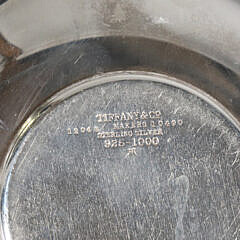 TIFFANY & CO
MAKERS
STERLING SILVER
925-1000